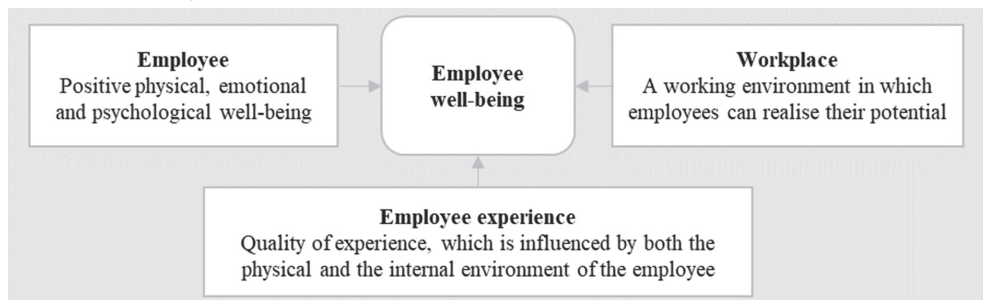 Employee
Positive physical, emotional
and psychological well-being
Employee
well-being
Workplace
A working environment in which
employees can realise their potential
Employee experience
Quality of experience, which is influenced by both the
physical and the internal environment of the employee